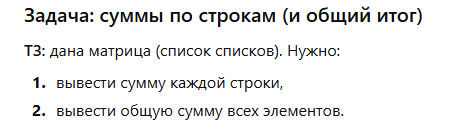 Задача: суммы по строкам (и общий итог)
ТЗ: дана матрица (список списков). Нужно:
1. вывести сумму каждой строки,
2. вывести общую сумму всех элементов.